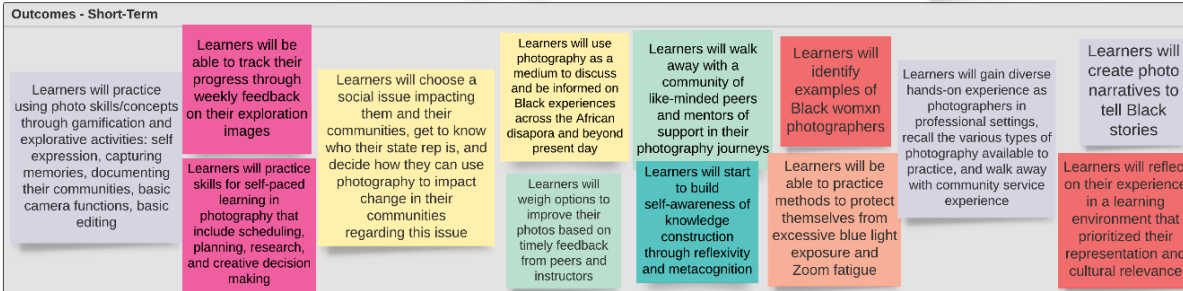 Outcomes - Short-Term
Learners will practice
using photo skills/concepts
through gamification and
explorative activities: self
expression, capturing
memories, documenting
their communities, basic
camera functions, basic
editing
Learners will be
able to track their
progress through
weekly feedback
on their exploration
images
Learners will practice
skills for self-paced
learning in
photography that
include scheduling,
planning, research,
and creative decision
making
Learners will choose a
social issue impacting
them and their
communities, get to know
who their state rep is, and
decide how they can use
photography to impact
change in their
communities
regarding this issue
Learners will use
photography as a
medium to discuss
and be informed on
Black experiences
across the African
disapora and beyond
present day
Learners will
weigh options to
improve their
photos based on
timely feedback
from peers and
instructors
Learners will walk
away with a
community of
like-minded peers
and mentors of
support in their
photography journeys
Learners will start
to build
self-awareness of
knowledge
construction
through reflexivity
and metacognition
Learners will
identify
examples of
Black womxn
photographers
Learners will be
able to practice
methods to protect
themselves from
excessive blue light
exposure and
Zoom fatigue
Learners will gain diverse
hands-on experience as
photographers in
professional settings,
recall the various types of
photography available to
practice, and walk away
with community service
experience
Learners will
create photo
narratives to
tell Black
stories
Learners will reflect
on their experience
in a learning
environment that
prioritized their
representation and
cultural relevance